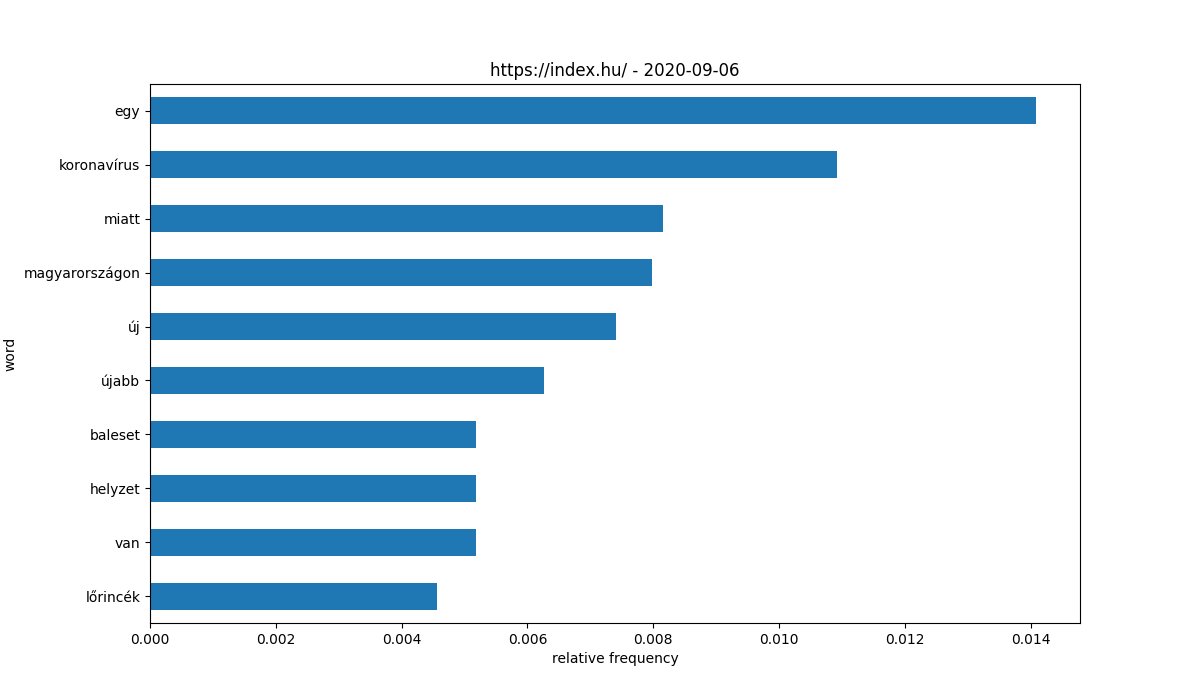 https://index.hu/ - 2020-09-06
egy
koronavírus
miatt
magyarországon
új
újabb
baleset
helyzet
van
lőrincék
word
0.000 0.002 0.004 0.006 0.008 0.010 0.012 0.014
relative frequency